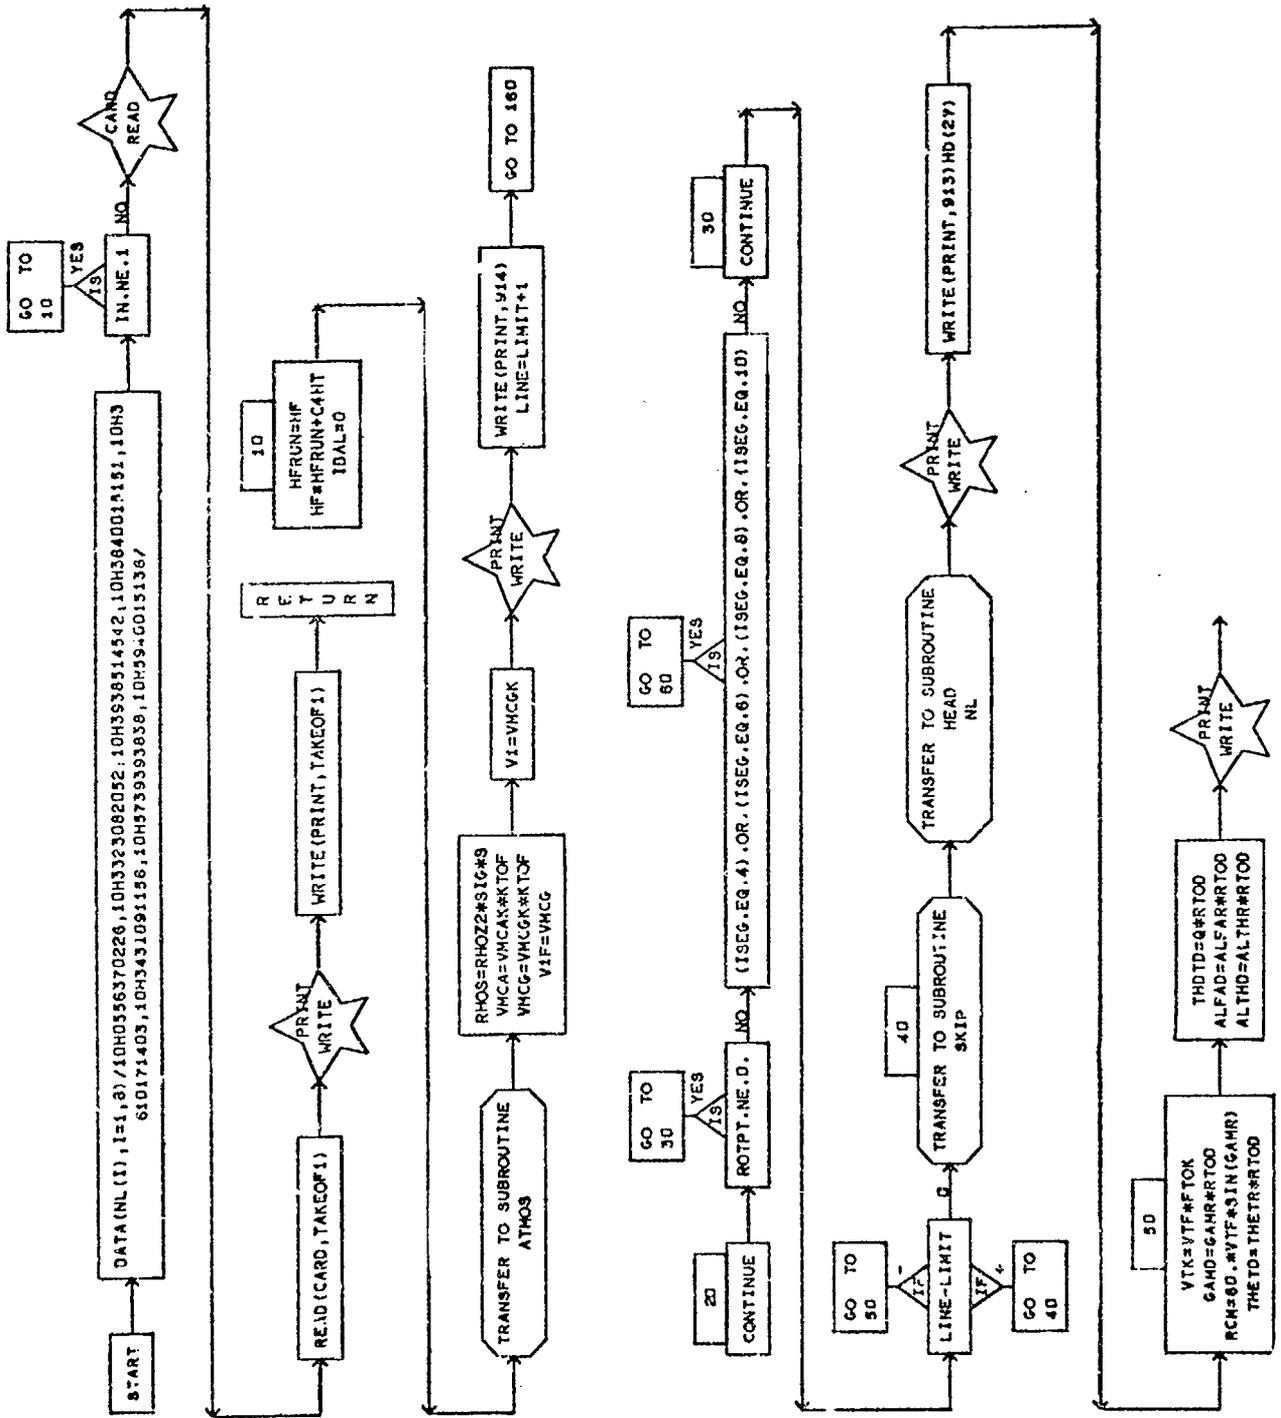 START
DATA(NL(I),I=1,8)/10H0556370226,10H3323082052,10H3938514542,10H3840015151,10H3
610171403,10H3431091156,10H5739393838,10H5940015138/
GO TO
10
YES
IS
IN.NE.1
NO
CARD
READ
READ(CARD,TAKEOF1)
PRINT
WRITE
WRITE(PRINT,TAKEOF1)
RETURN
10
HFRUN=HF
HF=HFRUN+C4HT
IBAL=0
TRANSFER TO SUBROUTINE
ATMOS
RHOS=RHOZ2*SIG*S
VMCA=VMCAK*KTOF
VMCG=VMCGK*KTOF
V1F=VMCG
V1=VMCGK
PRINT
WRITE
WRITE(PRINT,914)
LINE=LIMIT+1
GO TO 160
20
CONTINUE
GO TO
30
YES
IS
ROTPT.NE.0.
NO
GO TO
60
YES
IS
(ISEG.EQ.4).OR.(ISEG.EQ.6).OR.(ISEG.EQ.8).OR.(ISEG.EQ.10)
NO
30
CONTINUE
GO TO
50
-
IF
LINE-LIMIT
0
IF
+
GO TO
40
40
TRANSFER TO SUBROUTINE
SKIP
TRANSFER TO SUBROUTINE
HEAD
NL
PRINT
WRITE
WRITE(PRINT,913)HD(27)
50
VTK=VTF*FTOK
GAMD=GAMR*RTOD
RCM=60.*VTF*SIN(GAMR)
THETD=THETR*RTOD
THDTD=Q*RTOD
ALFAD=ALFAR*RTOD
ALTHD=ALTHR*RTOD
PRINT
WRITE